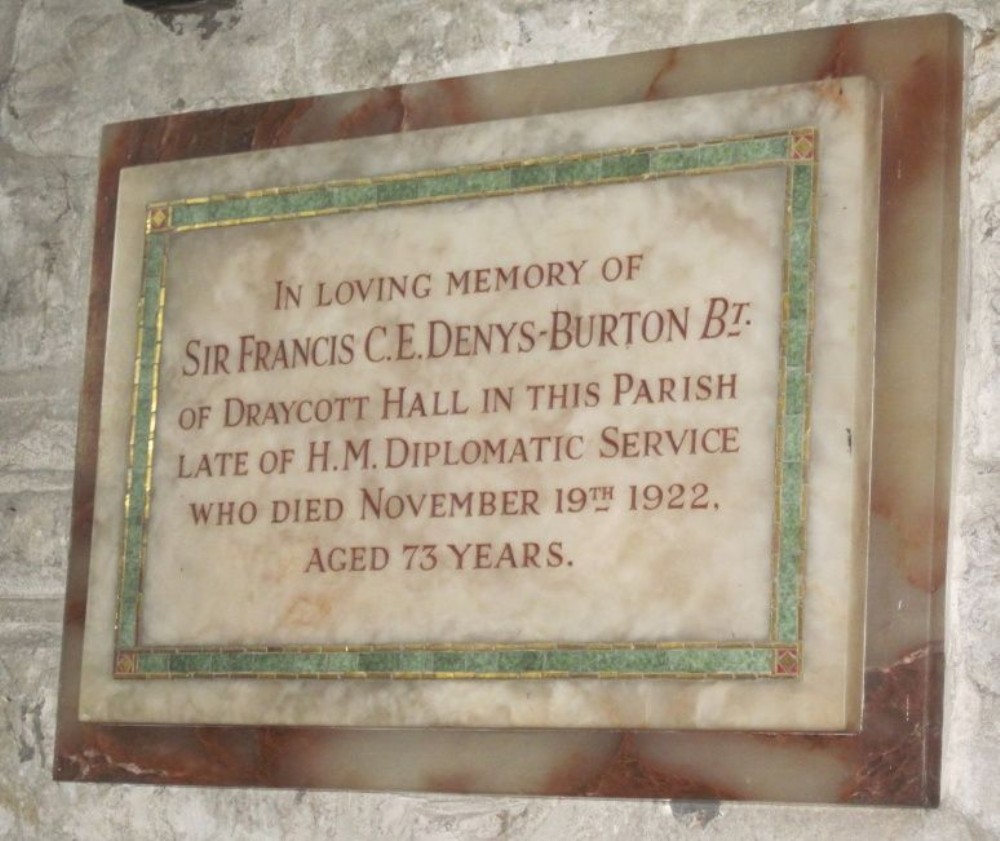 In loving memory of
Sir Francis C.E. Denys-Burton Bt.
of Draycott Hall in this Parish
late of H.M. Diplomatic Service
who died November 19th 1922,
aged 73 years.